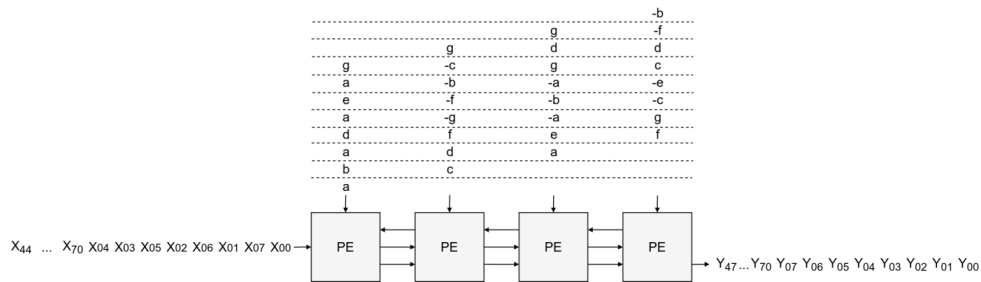 -b
g -f
g d d
g -c g c
a -b -a -e
e -f -b -c
a -g -a g
d f e f
a d a
b c
a
X₄₄ ... X₇₀ X₀₄ X₀₃ X₀₅ X₀₂ X₀₆ X₀₁ X₀₇ X₀₀ PE PE PE PE
Y₄₇...Y₇₀ Y₀₇ Y₀₆ Y₀₅ Y₀₄ Y₀₃ Y₀₂ Y₀₁ Y₀₀